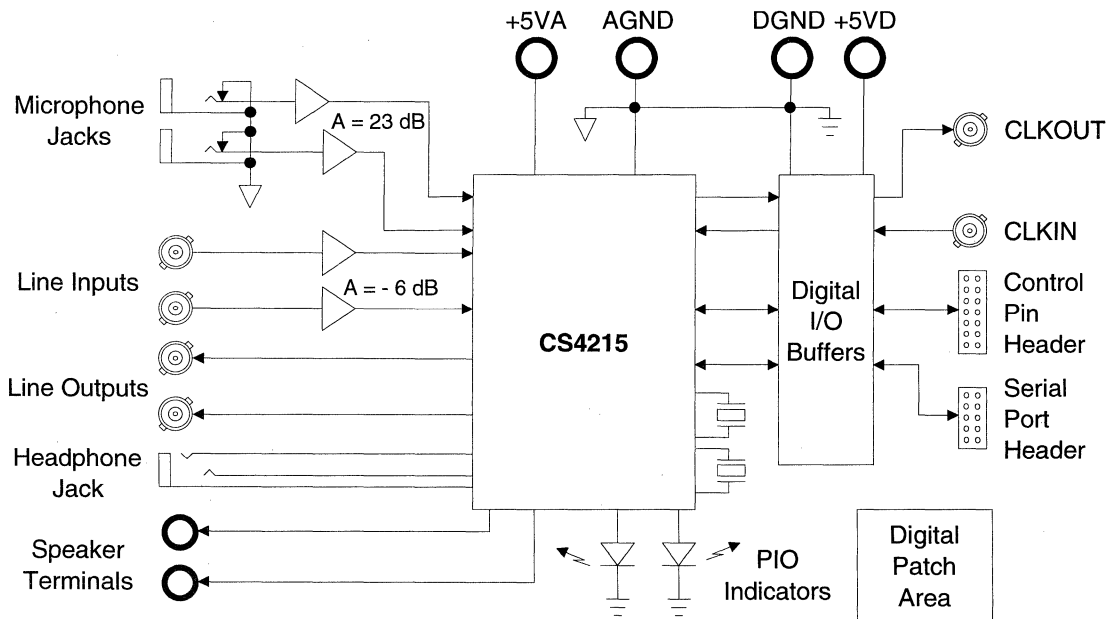 +5VA AGND DGND +5VD
Microphone
Jacks
A = 23 dB
CLKOUT
CLKIN
Line Inputs
A = - 6 dB
Control
Pin
Header
Digital
I/O
Buffers
CS4215
Line Outputs
Serial
Port
Header
Headphone
Jack
Speaker
Terminals
PIO
Indicators
Digital
Patch
Area